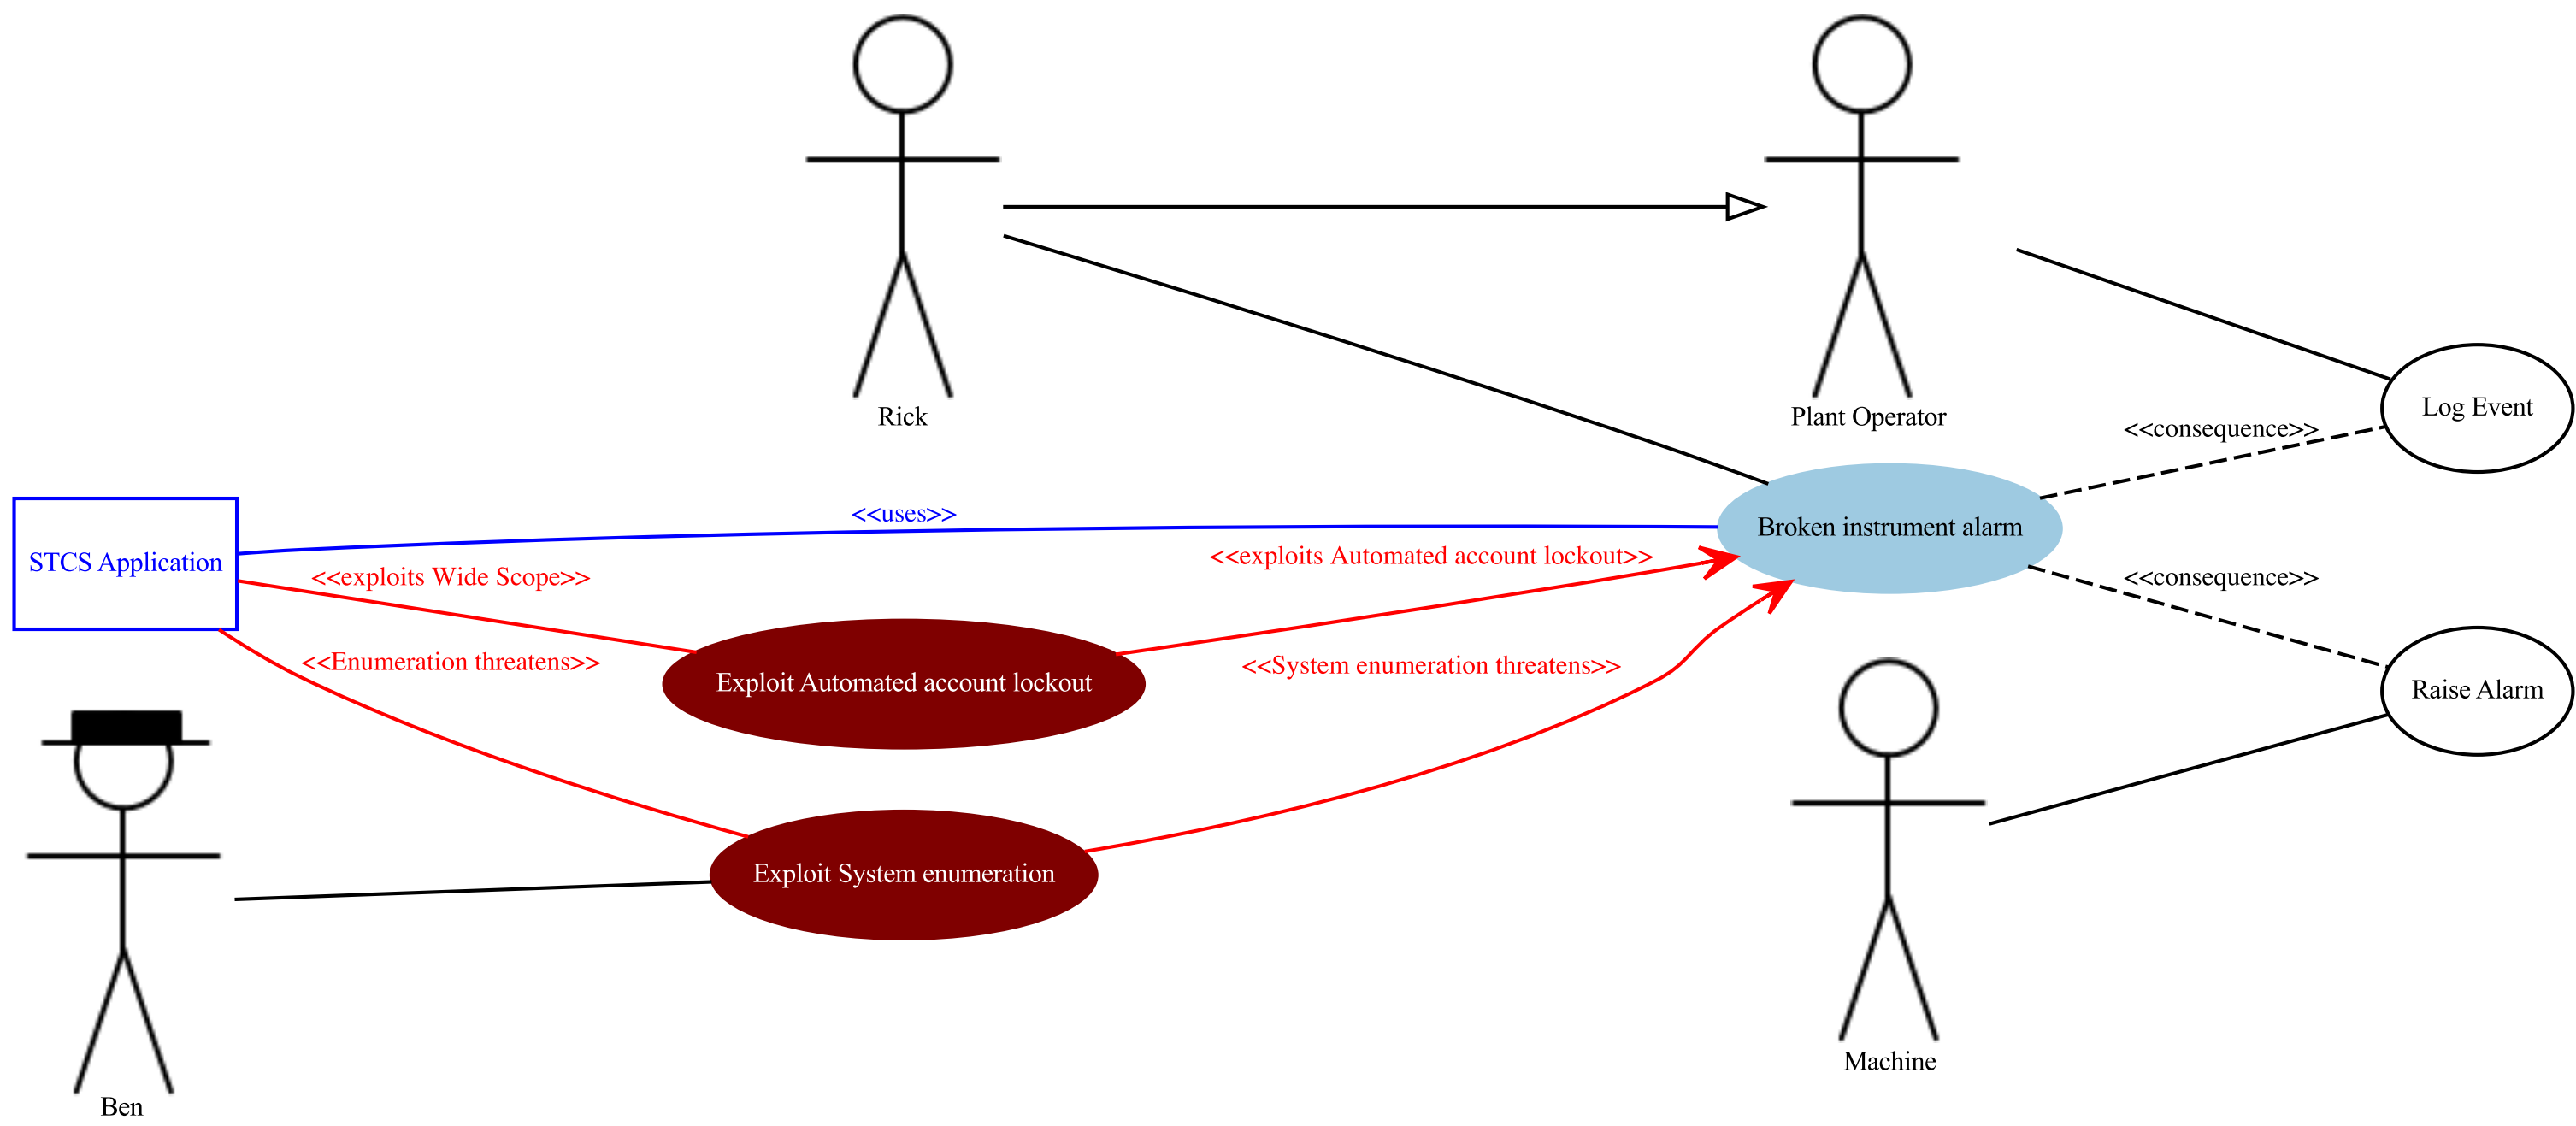 Rick
Plant Operator
Log Event
<<consequence>>
<<uses>>
Broken instrument alarm
STCS Application
<<exploits Wide Scope>>
<<exploits Automated account lockout>>
<<consequence>>
<<Enumeration threatens>>
Exploit Automated account lockout
<<System enumeration threatens>>
Raise Alarm
Exploit System enumeration
Machine
Ben